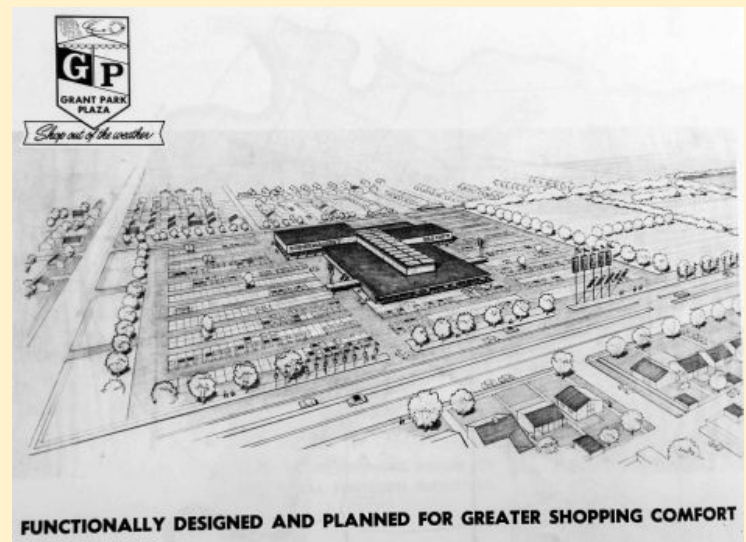 GP
GRANT PARK
PLAZA
Shop out of the weather
FUNCTIONALLY DESIGNED AND PLANNED FOR GREATER SHOPPING COMFORT